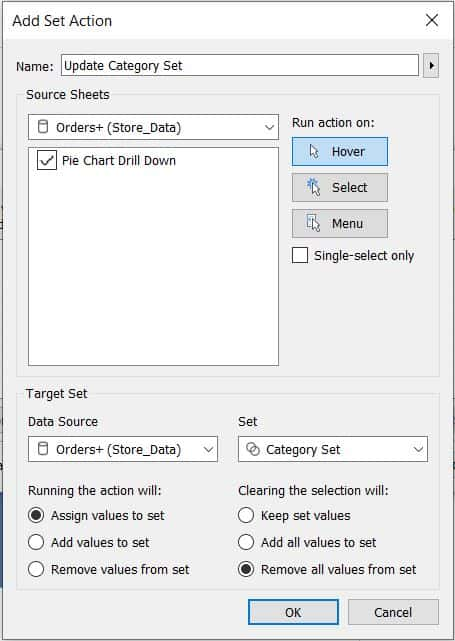 Add Set Action
Name: Update Category Set
Source Sheets
Orders+ (Store_Data)
Pie Chart Drill Down
Run action on:
Hover
Select
Menu
Single-select only
Target Set
Data Source
Orders+ (Store_Data)
Set
Category Set
Running the action will:
Assign values to set
Add values to set
Remove values from set
Clearing the selection will:
Keep set values
Add all values to set
Remove all values from set
OK
Cancel